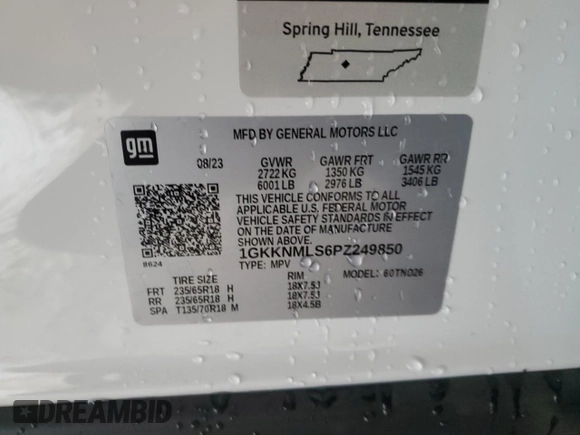 Spring Hill, Tennessee
gm
MFD BY GENERAL MOTORS LLC
08/23 GVWR GAWR FRT GAWR RR
2722 KG 1350 KG 1545 KG
6001 LB 2976 LB 3406 LB
THIS VEHICLE CONFORMS TO ALL
APPLICABLE U.S. FEDERAL MOTOR
VEHICLE SAFETY STANDARDS IN EFFECT
ON THE DATE OF MANUFACTURE
SHOWN ABOVE.
1GKKNMLS6PZ249850
8624
TYPE: MPV MODEL: 60TNO26
TIRE SIZE RIM
FRT 235/65R18 H 18X7.5J
RR 235/65R18 H 18X7.5J
SPA T135/70R18 M 18X4.5B
DREAMBID